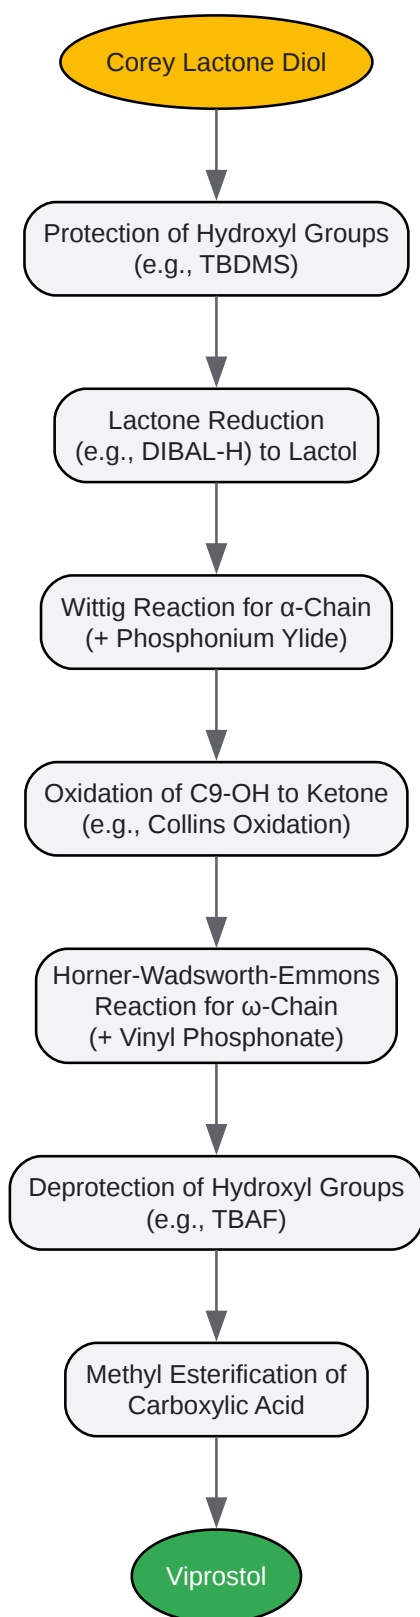 Corey Lactone Diol
Protection of Hydroxyl Groups
(e.g., TBDMS)
Lactone Reduction
(e.g., DIBAL-H) to Lactol
Wittig Reaction for α-Chain
(+ Phosphonium Ylide)
Oxidation of C9-OH to Ketone
(e.g., Collins Oxidation)
Horner-Wadsworth-Emmons
Reaction for ω-Chain
(+ Vinyl Phosphonate)
Deprotection of Hydroxyl Groups
(e.g., TBAF)
Methyl Esterification of
Carboxylic Acid
Viprostol